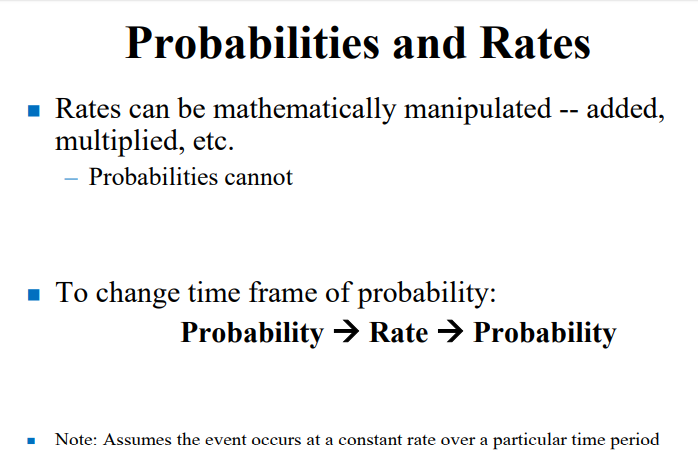 Probabilities and Rates
■ Rates can be mathematically manipulated -- added,
multiplied, etc.
– Probabilities cannot
■ To change time frame of probability:
Probability → Rate → Probability
■ Note: Assumes the event occurs at a constant rate over a particular time period